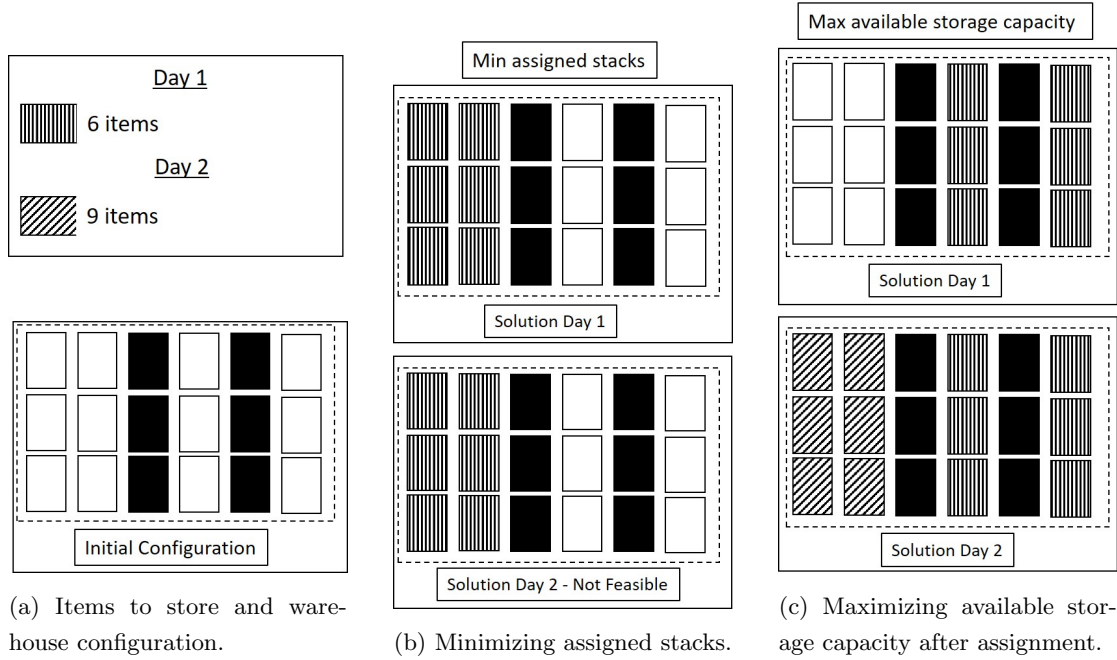 Day 1
6 items
Day 2
9 items
Initial Configuration
(a) Items to store and ware-
house configuration.
Min assigned stacks
Solution Day 1
Solution Day 2 - Not Feasible
(b) Minimizing assigned stacks.
Max available storage capacity
Solution Day 1
Solution Day 2
(c) Maximizing available stor-
age capacity after assignment.